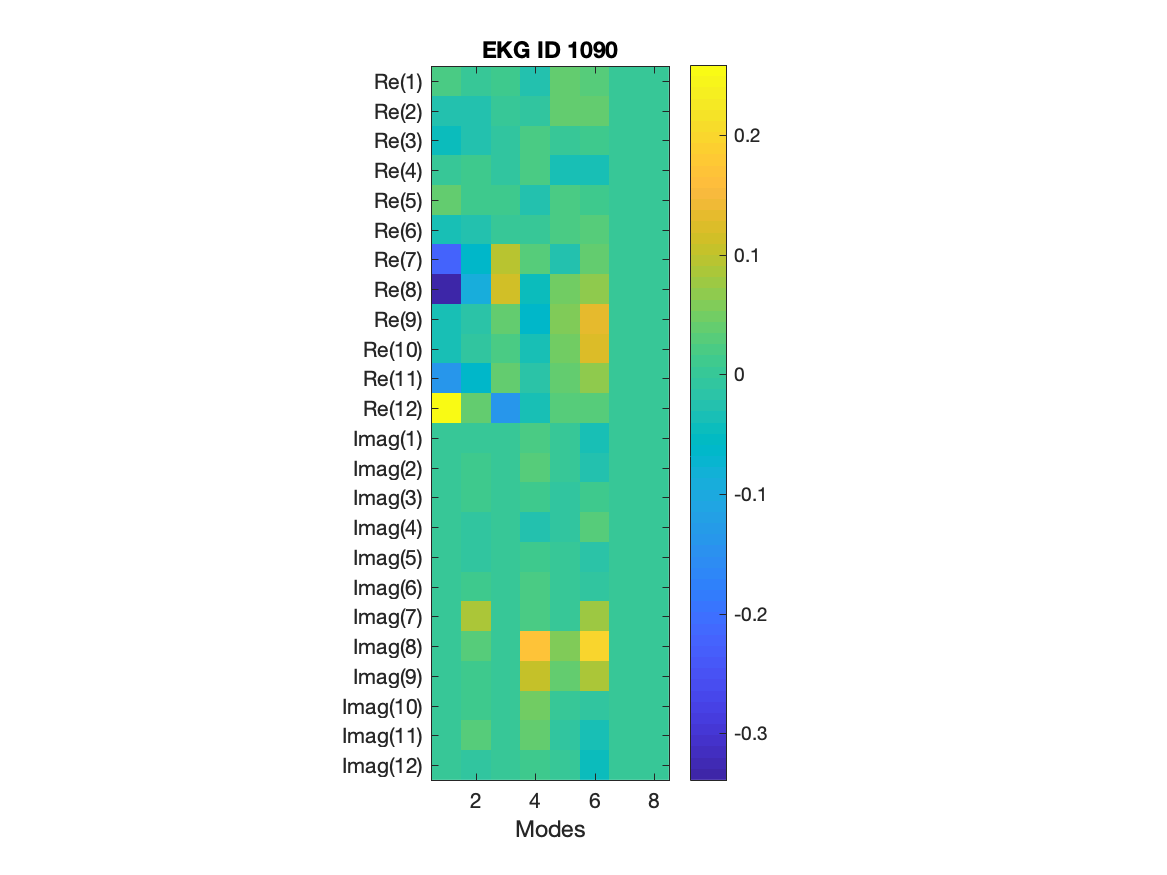 EKG ID 1090
Re(1)
Re(2)
Re(3)
Re(4)
Re(5)
Re(6)
Re(7)
Re(8)
Re(9)
Re(10)
Re(11)
Re(12)
Imag(1)
Imag(2)
Imag(3)
Imag(4)
Imag(5)
Imag(6)
Imag(7)
Imag(8)
Imag(9)
Imag(10)
Imag(11)
Imag(12)
2 4 6 8
Modes
0.2
0.1
0
-0.1
-0.2
-0.3